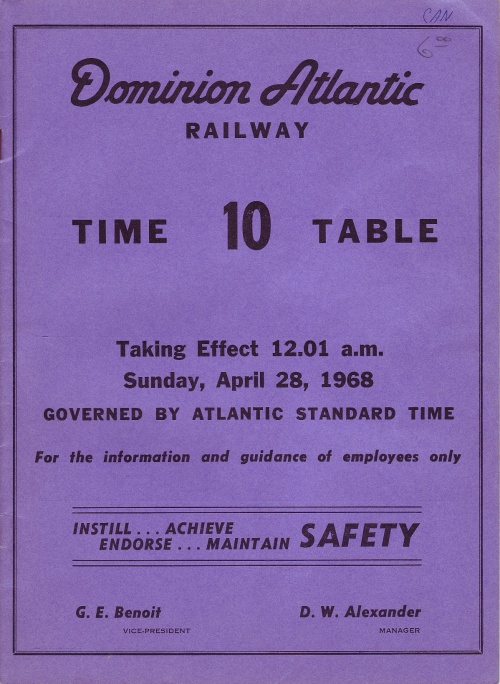 CAN
6.00
Dominion Atlantic
RAILWAY
TIME 10 TABLE
Taking Effect 12.01 a.m.
Sunday, April 28, 1968
GOVERNED BY ATLANTIC STANDARD TIME
For the information and guidance of employees only
INSTILL . . . ACHIEVE
ENDORSE . . . MAINTAIN SAFETY
G. E. Benoit D. W. Alexander
VICE-PRESIDENT MANAGER